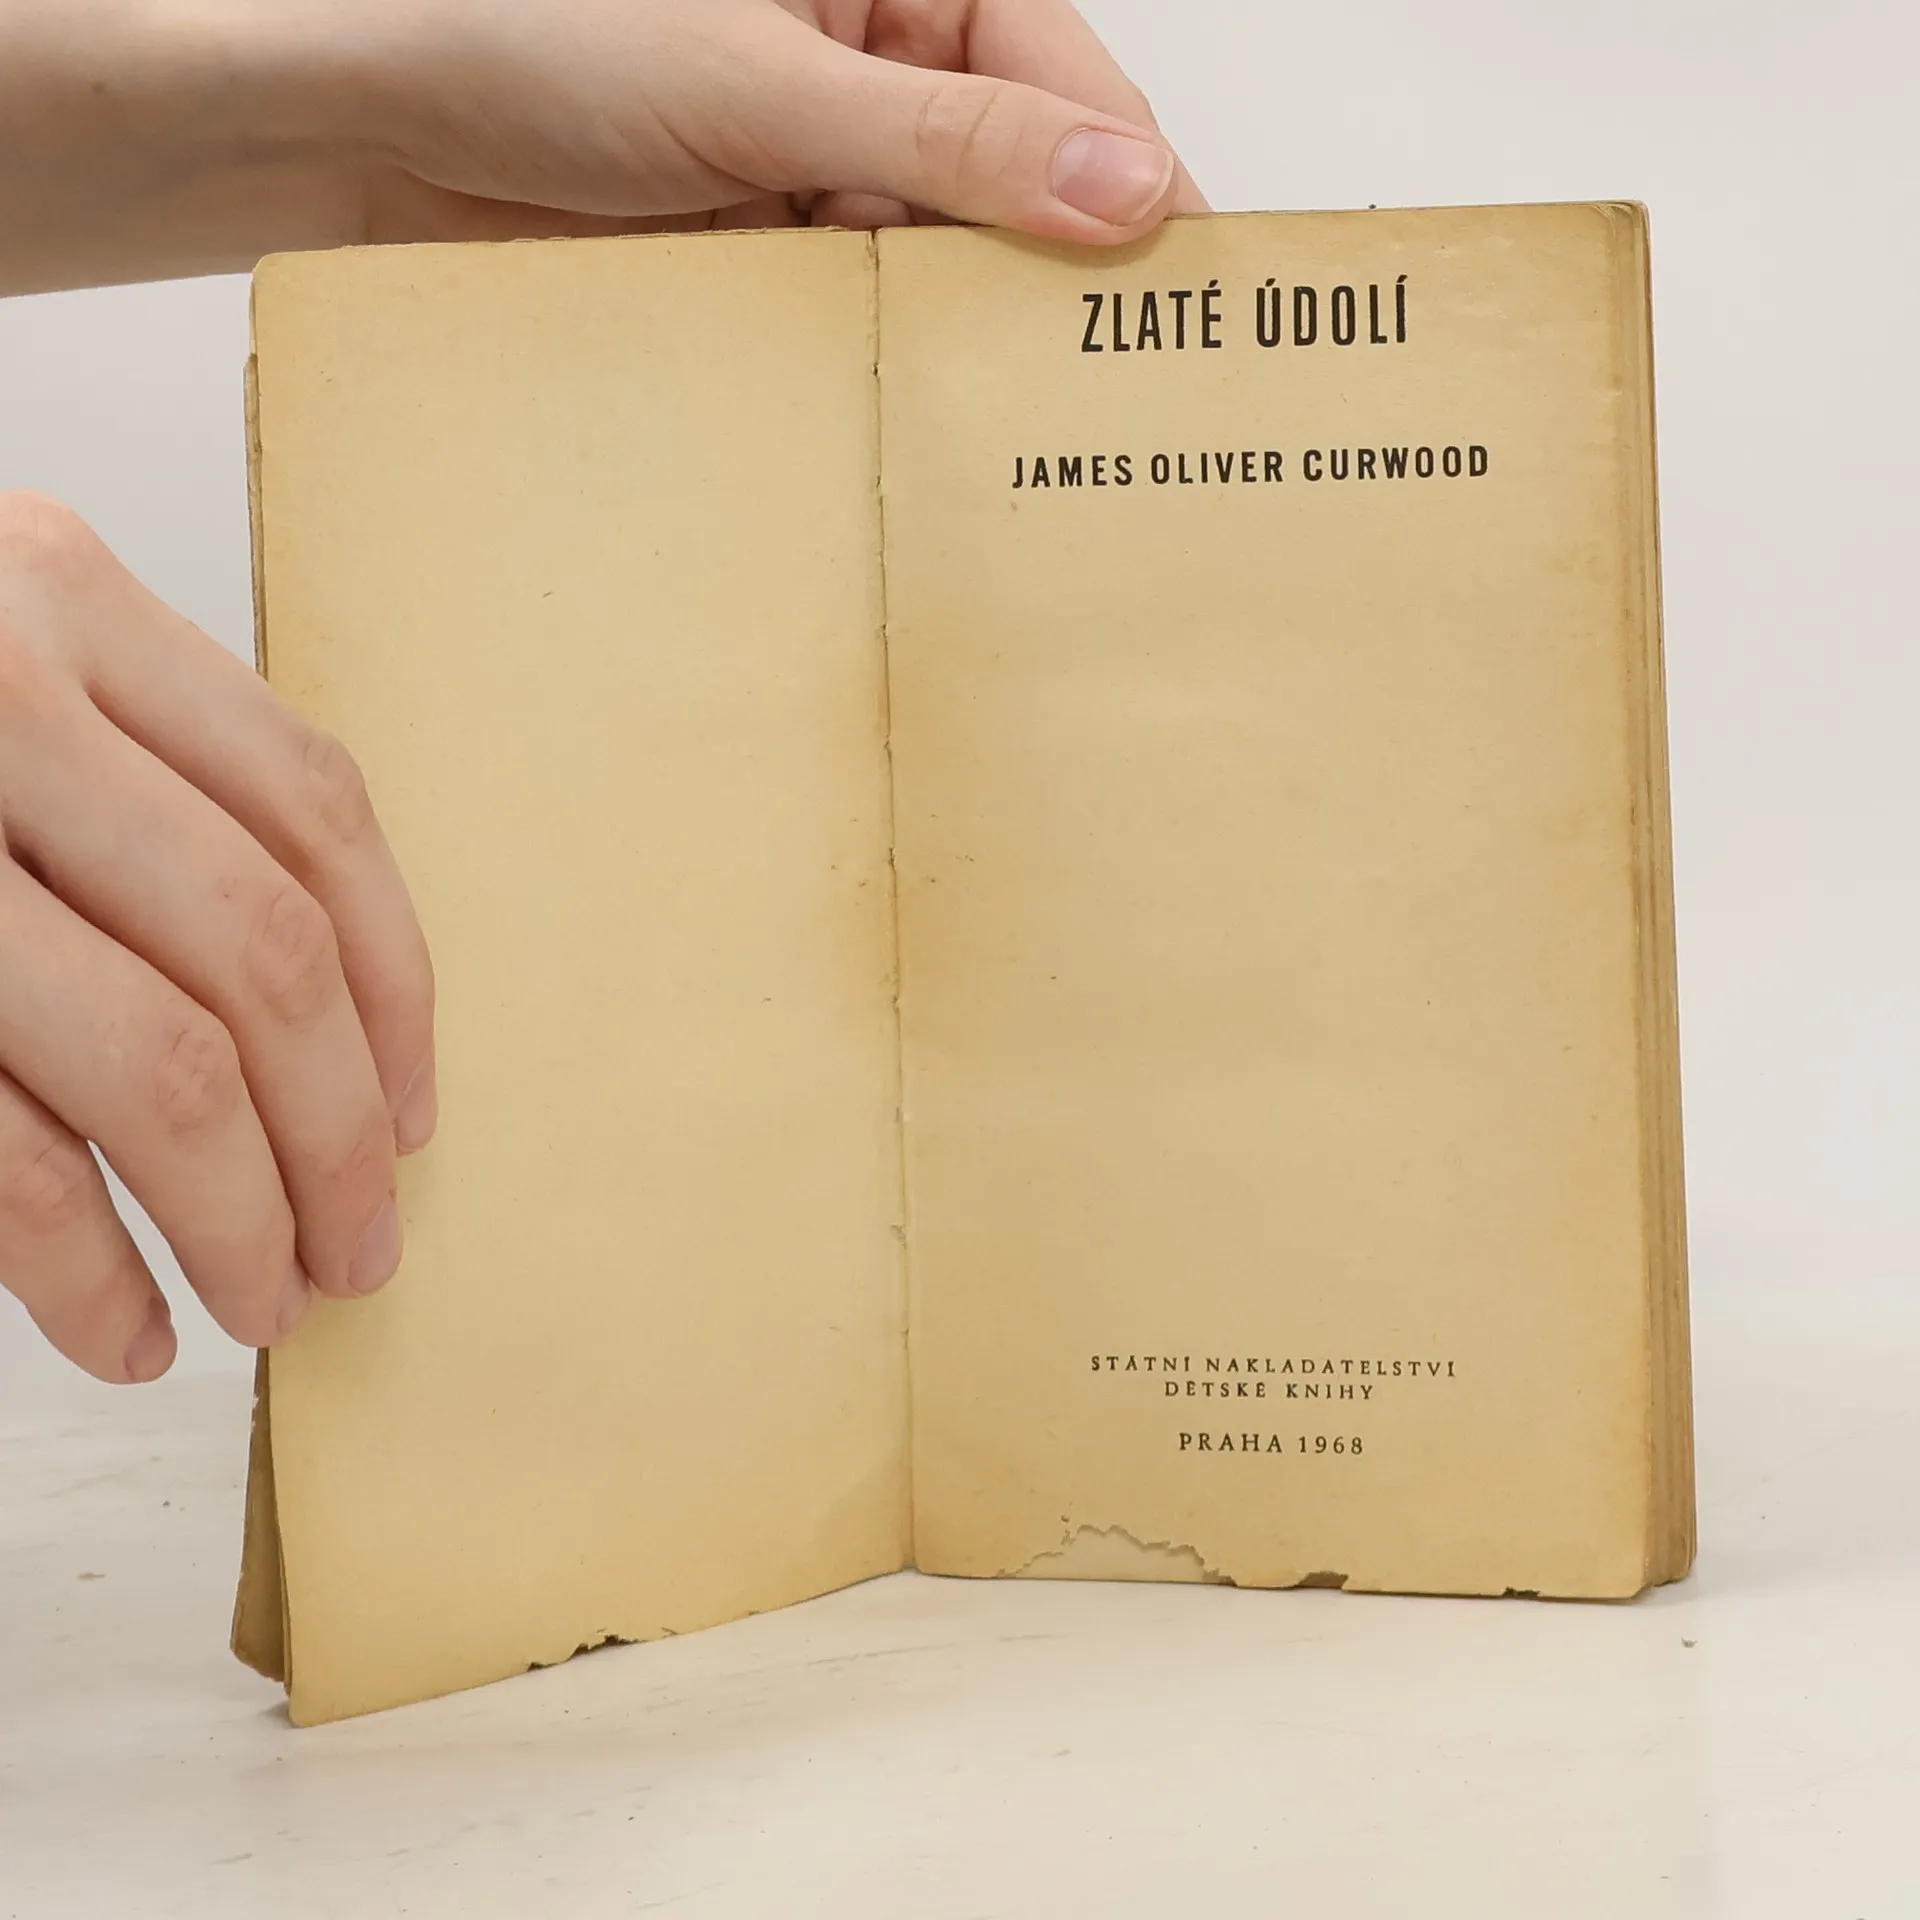 ZLATÉ ÚDOLÍ
JAMES OLIVER CURWOOD
STÁTNÍ NAKLADATELSTVÍ
DĚTSKÉ KNIHY
PRAHA 1968